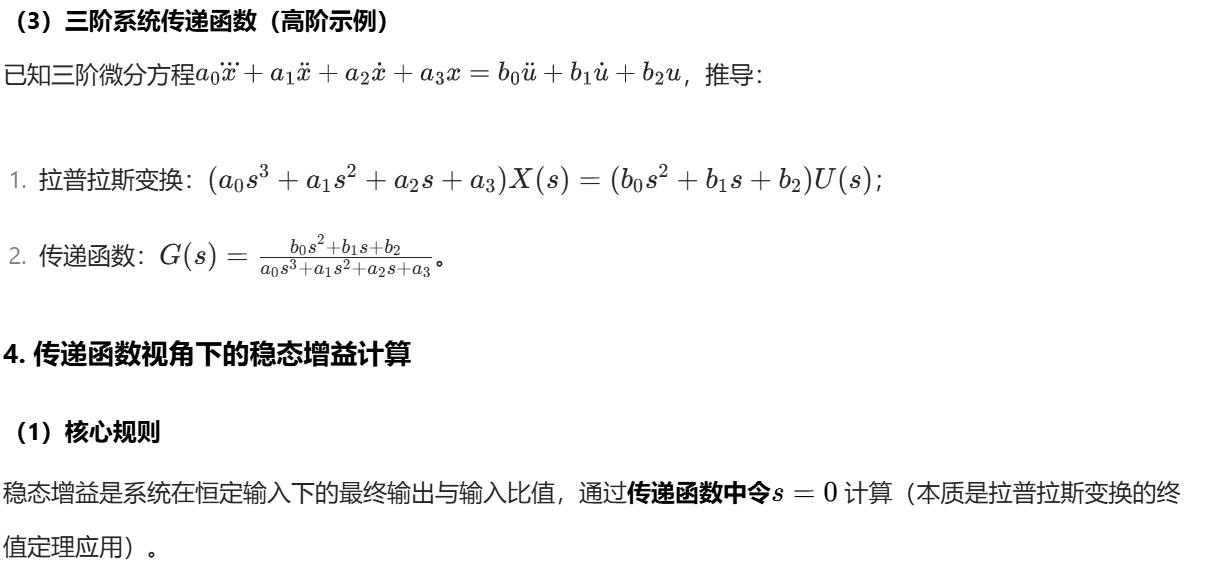 （3）三阶系统传递函数（高阶示例）
已知三阶微分方程$a_0\dddot{x} + a_1\ddot{x} + a_2\dot{x} + a_3x = b_0\ddot{u} + b_1\dot{u} + b_2u$，推导：
1. 拉普拉斯变换：$(a_0s^3 + a_1s^2 + a_2s + a_3)X(s) = (b_0s^2 + b_1s + b_2)U(s)$；
2. 传递函数：$G(s) = \frac{b_0s^2+b_1s+b_2}{a_0s^3+a_1s^2+a_2s+a_3}$。
4. 传递函数视角下的稳态增益计算
（1）核心规则
稳态增益是系统在恒定输入下的最终输出与输入比值，通过传递函数中令$s = 0$ 计算（本质是拉普拉斯变换的终
值定理应用）。